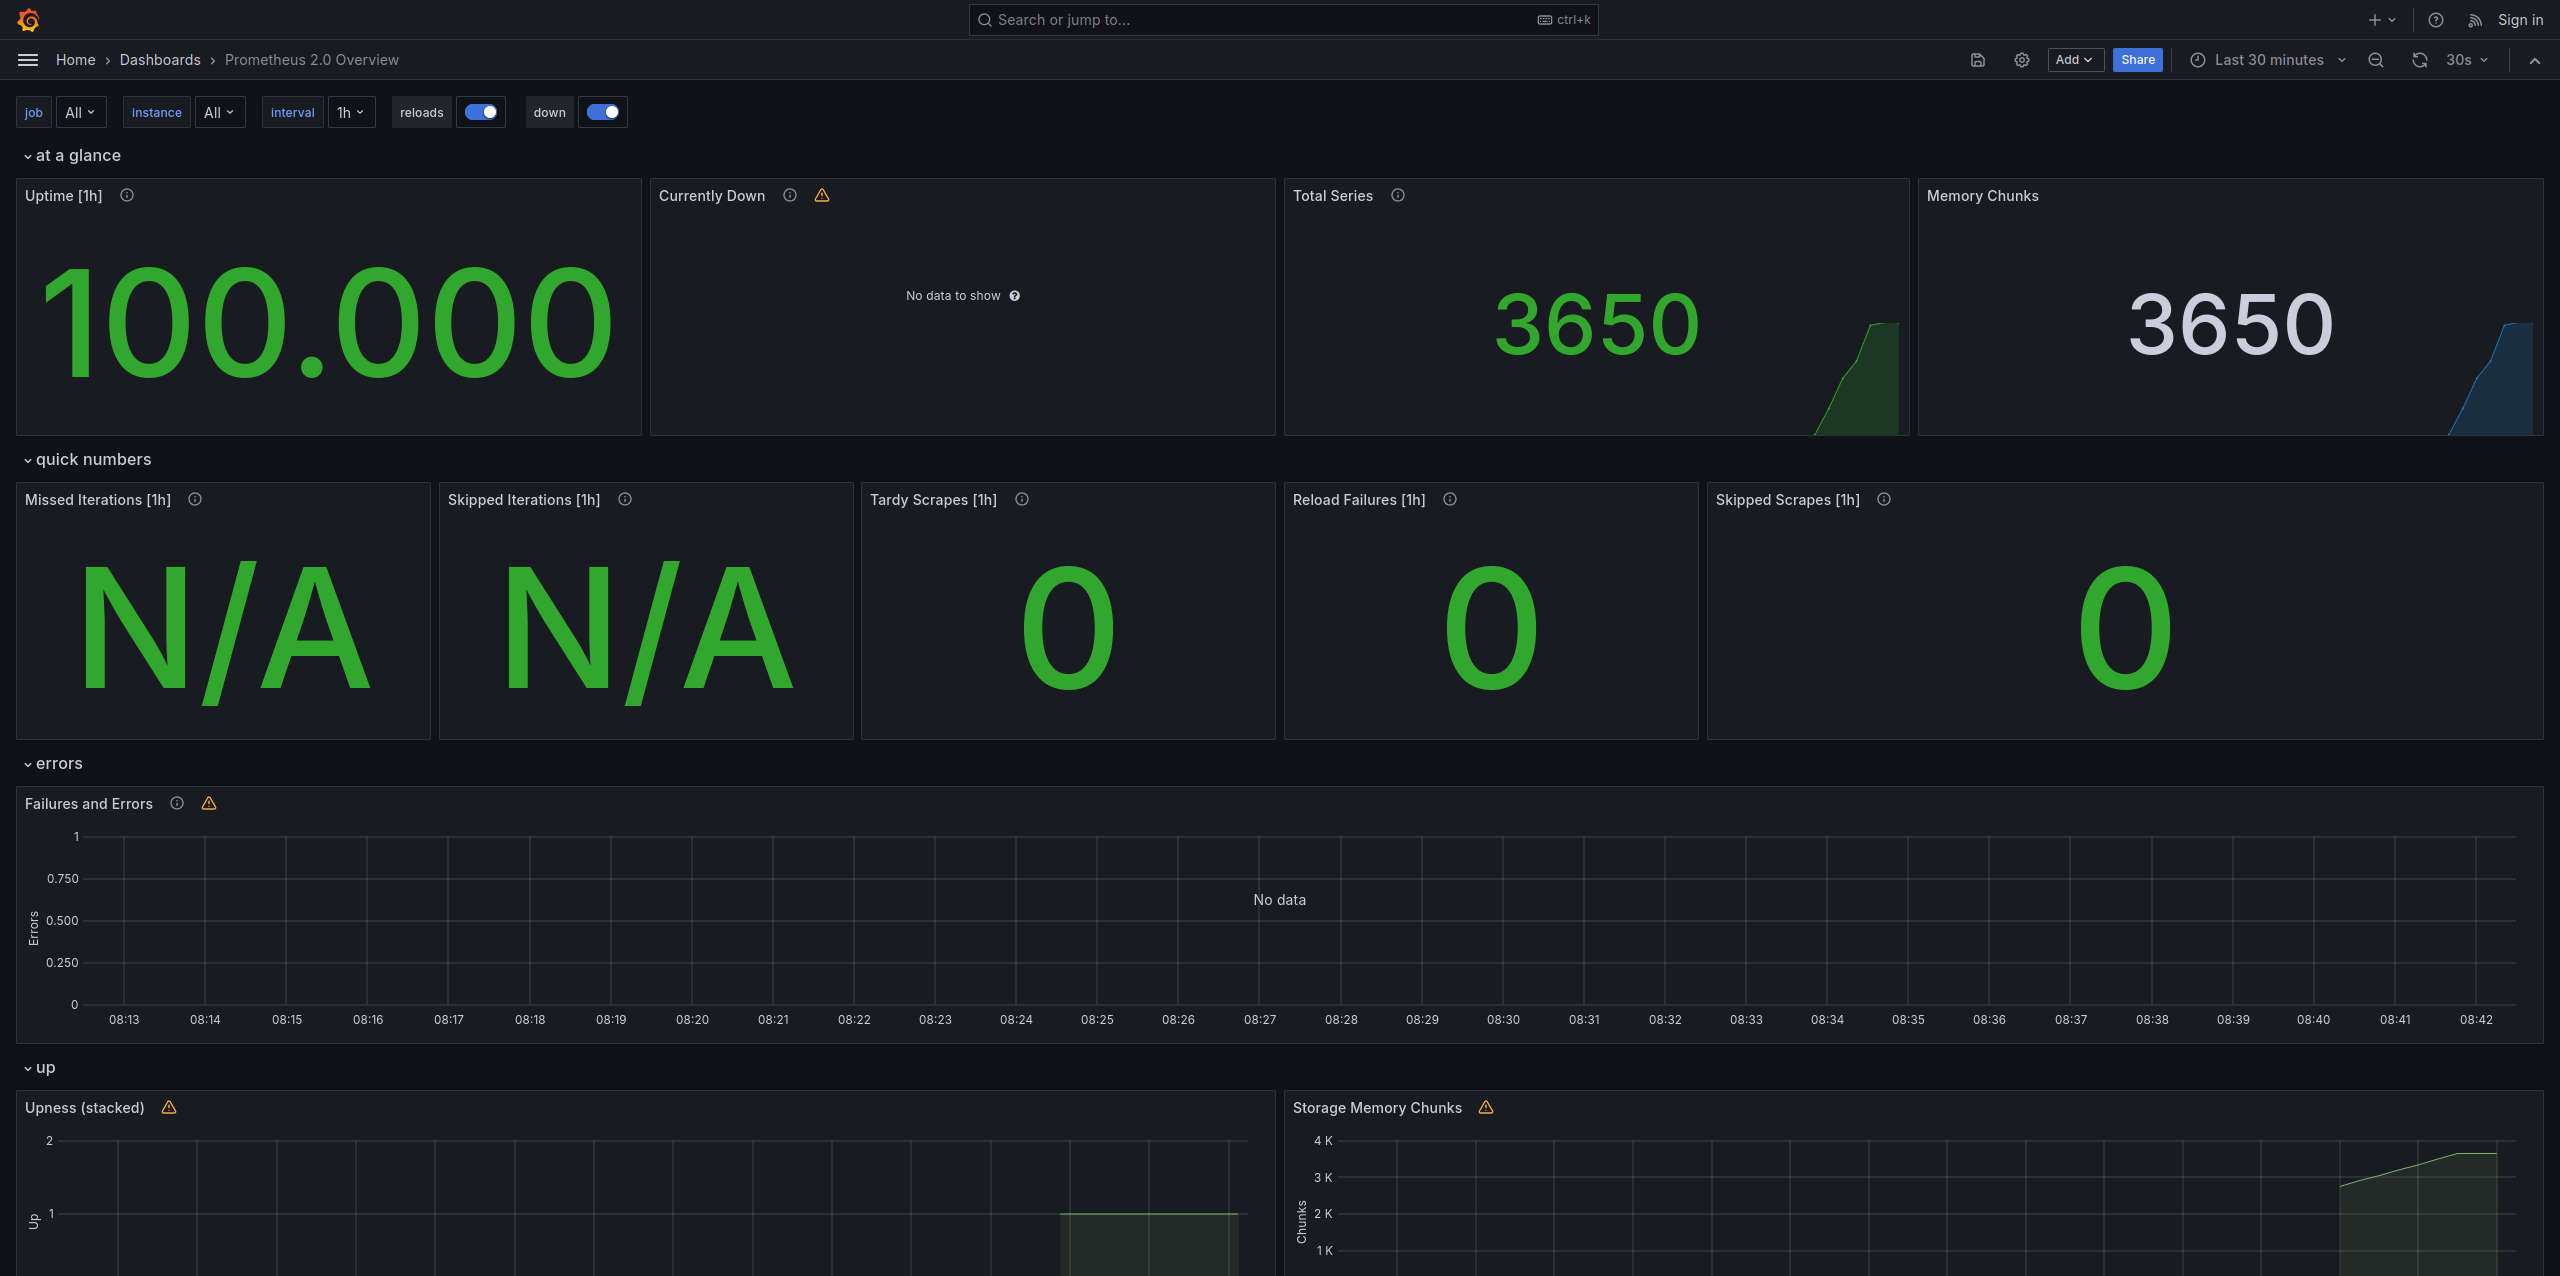 Search or jump to...
ctrl+k
Sign in
Home › Dashboards › Prometheus 2.0 Overview
Add
Share
Last 30 minutes
30s
job All instance All interval 1h reloads down
at a glance
Uptime [1h]
100.000
Currently Down
No data to show
Total Series
3650
Memory Chunks
3650
quick numbers
Missed Iterations [1h]
N/A
Skipped Iterations [1h]
N/A
Tardy Scrapes [1h]
0
Reload Failures [1h]
0
Skipped Scrapes [1h]
0
errors
Failures and Errors
1
0.750
0.500
0.250
0
Errors
No data
08:13 08:14 08:15 08:16 08:17 08:18 08:19 08:20 08:21 08:22 08:23 08:24 08:25 08:26 08:27 08:28 08:29 08:30 08:31 08:32 08:33 08:34 08:35 08:36 08:37 08:38 08:39 08:40 08:41 08:42
up
Upness (stacked)
2
1
Up
Storage Memory Chunks
4 K
3 K
2 K
1 K
Chunks